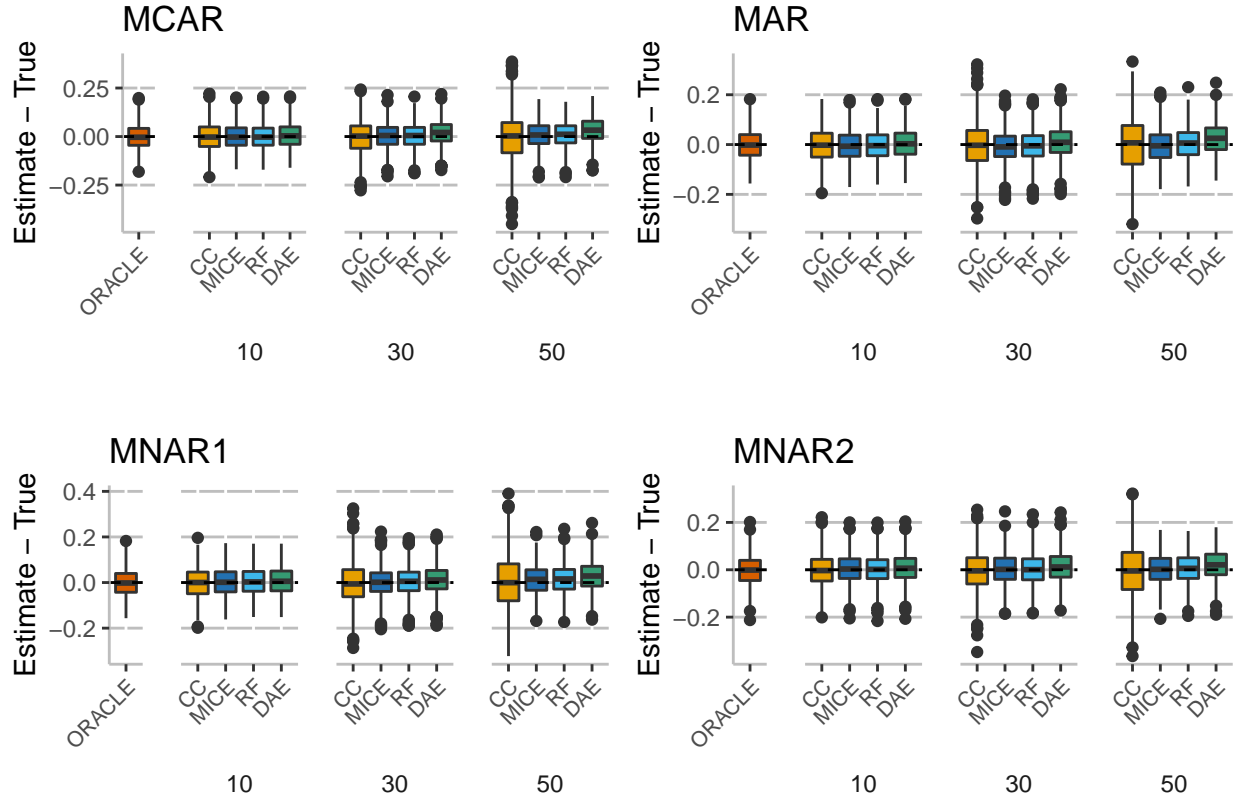 MCAR
Estimate – True
0.25
0.00
−0.25
ORACLE
CC
MICE
RF
DAE
CC
MICE
RF
DAE
CC
MICE
RF
DAE
10
30
50
MAR
Estimate – True
0.2
0.0
−0.2
ORACLE
CC
MICE
RF
DAE
CC
MICE
RF
DAE
CC
MICE
RF
DAE
10
30
50
MNAR1
Estimate – True
0.4
0.2
0.0
−0.2
ORACLE
CC
MICE
RF
DAE
CC
MICE
RF
DAE
CC
MICE
RF
DAE
10
30
50
MNAR2
Estimate – True
0.2
0.0
−0.2
ORACLE
CC
MICE
RF
DAE
CC
MICE
RF
DAE
CC
MICE
RF
DAE
10
30
50